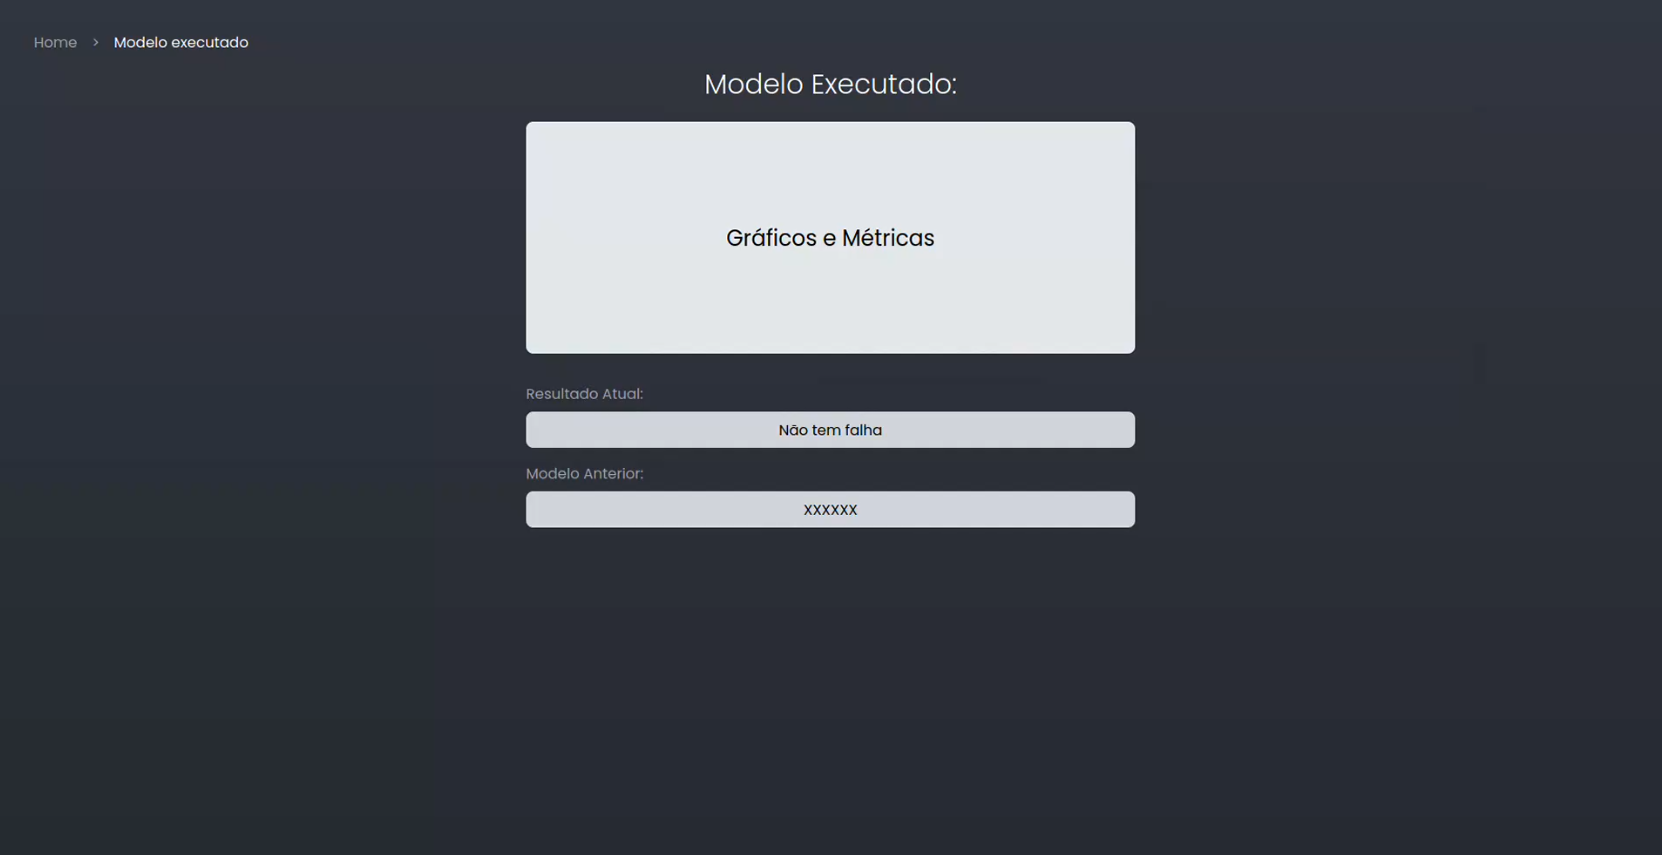 Home > Modelo executado
Modelo Executado:
Gráficos e Métricas
Resultado Atual:
Não tem falha
Modelo Anterior:
XXXXXX